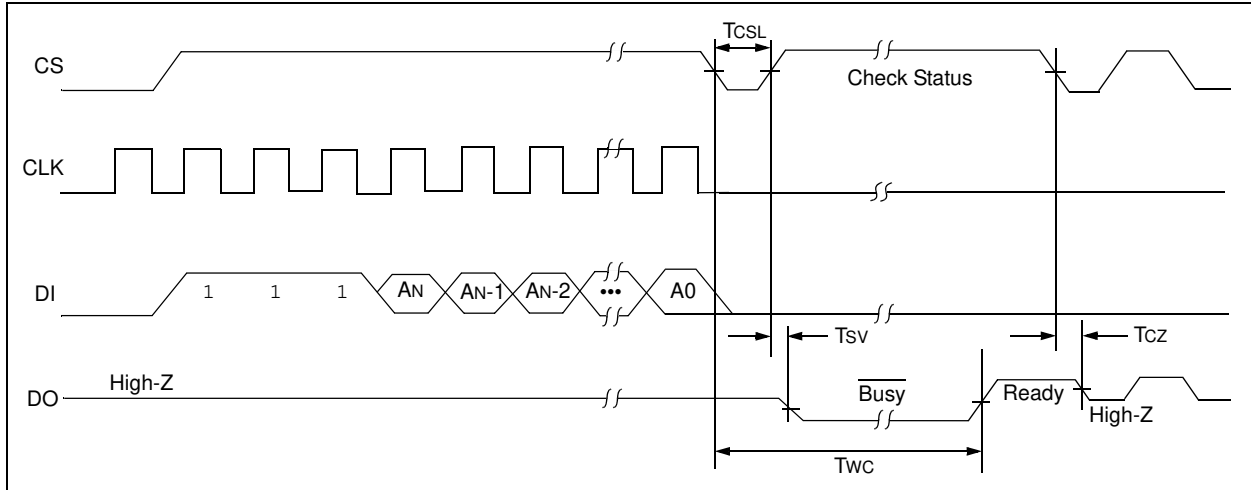 TCSL
CS
Check Status
CLK
DI
1 1 1 AN AN-1 AN-2 ••• A0
TSV
TCZ
High-Z
DO
Busy
Ready
High-Z
TWC